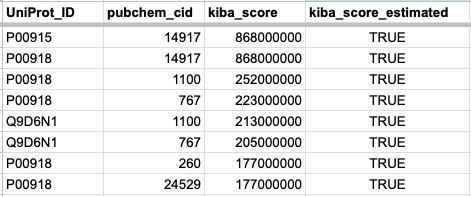 UniProt_ID pubchem_cid kiba_score kiba_score_estimated
P00915 14917 868000000 TRUE
P00918 14917 868000000 TRUE
P00918 1100 252000000 TRUE
P00918 767 223000000 TRUE
Q9D6N1 1100 213000000 TRUE
Q9D6N1 767 205000000 TRUE
P00918 260 177000000 TRUE
P00918 24529 177000000 TRUE